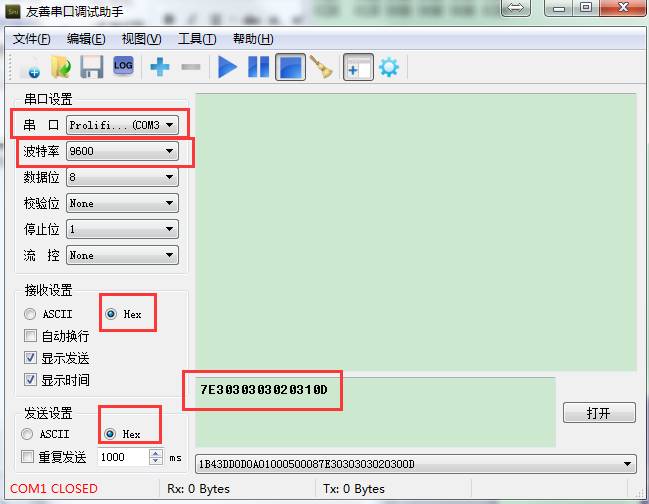 友善串口调试助手
文件(F) 编辑(E) 视图(V) 工具(T) 帮助(H)
LOG
串口设置
串 口 Prolifi...(COM3
波特率 9600
数据位 8
校验位 None
停止位 1
流 控 None
接收设置
ASCII Hex
自动换行
显示发送
显示时间
7E3030303020310D
打开
发送设置
ASCII Hex
重复发送 1000 ms
1B43DD0D0A01000500087E3030303020300D
COM1 CLOSED Rx: 0 Bytes Tx: 0 Bytes